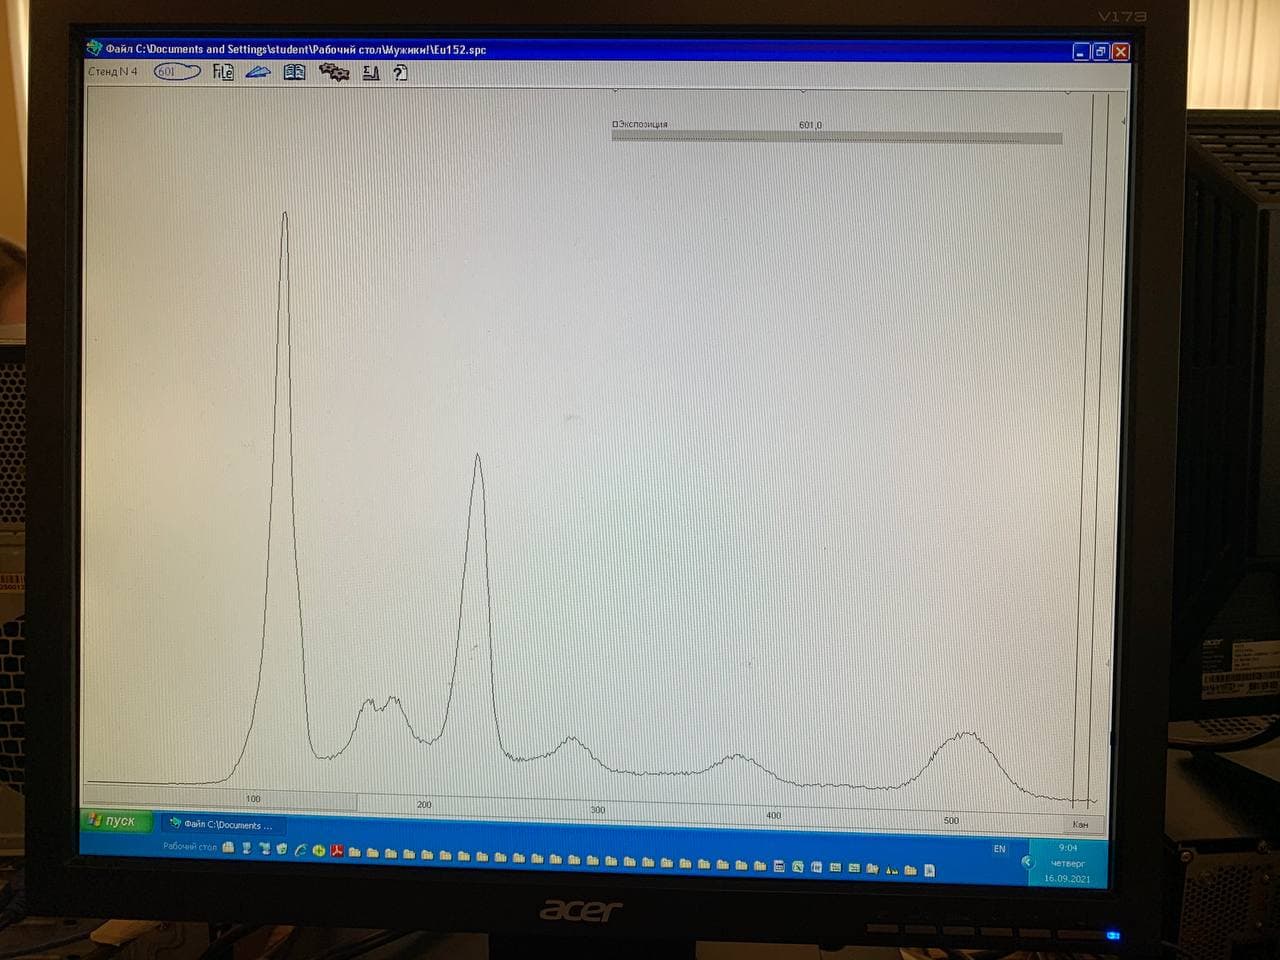 V173
Файл C:\Documents and Settings\student\Рабочий стол\Мужики!\Eu152.spc
Стенд N 4 601 File Σ ?
Экспозиция 601,0
100 200 300 400 500 Кан
пуск Файл C:\Documents ...
Рабочий стол EN 9:04
четверг
16.09.2021
acer
acer